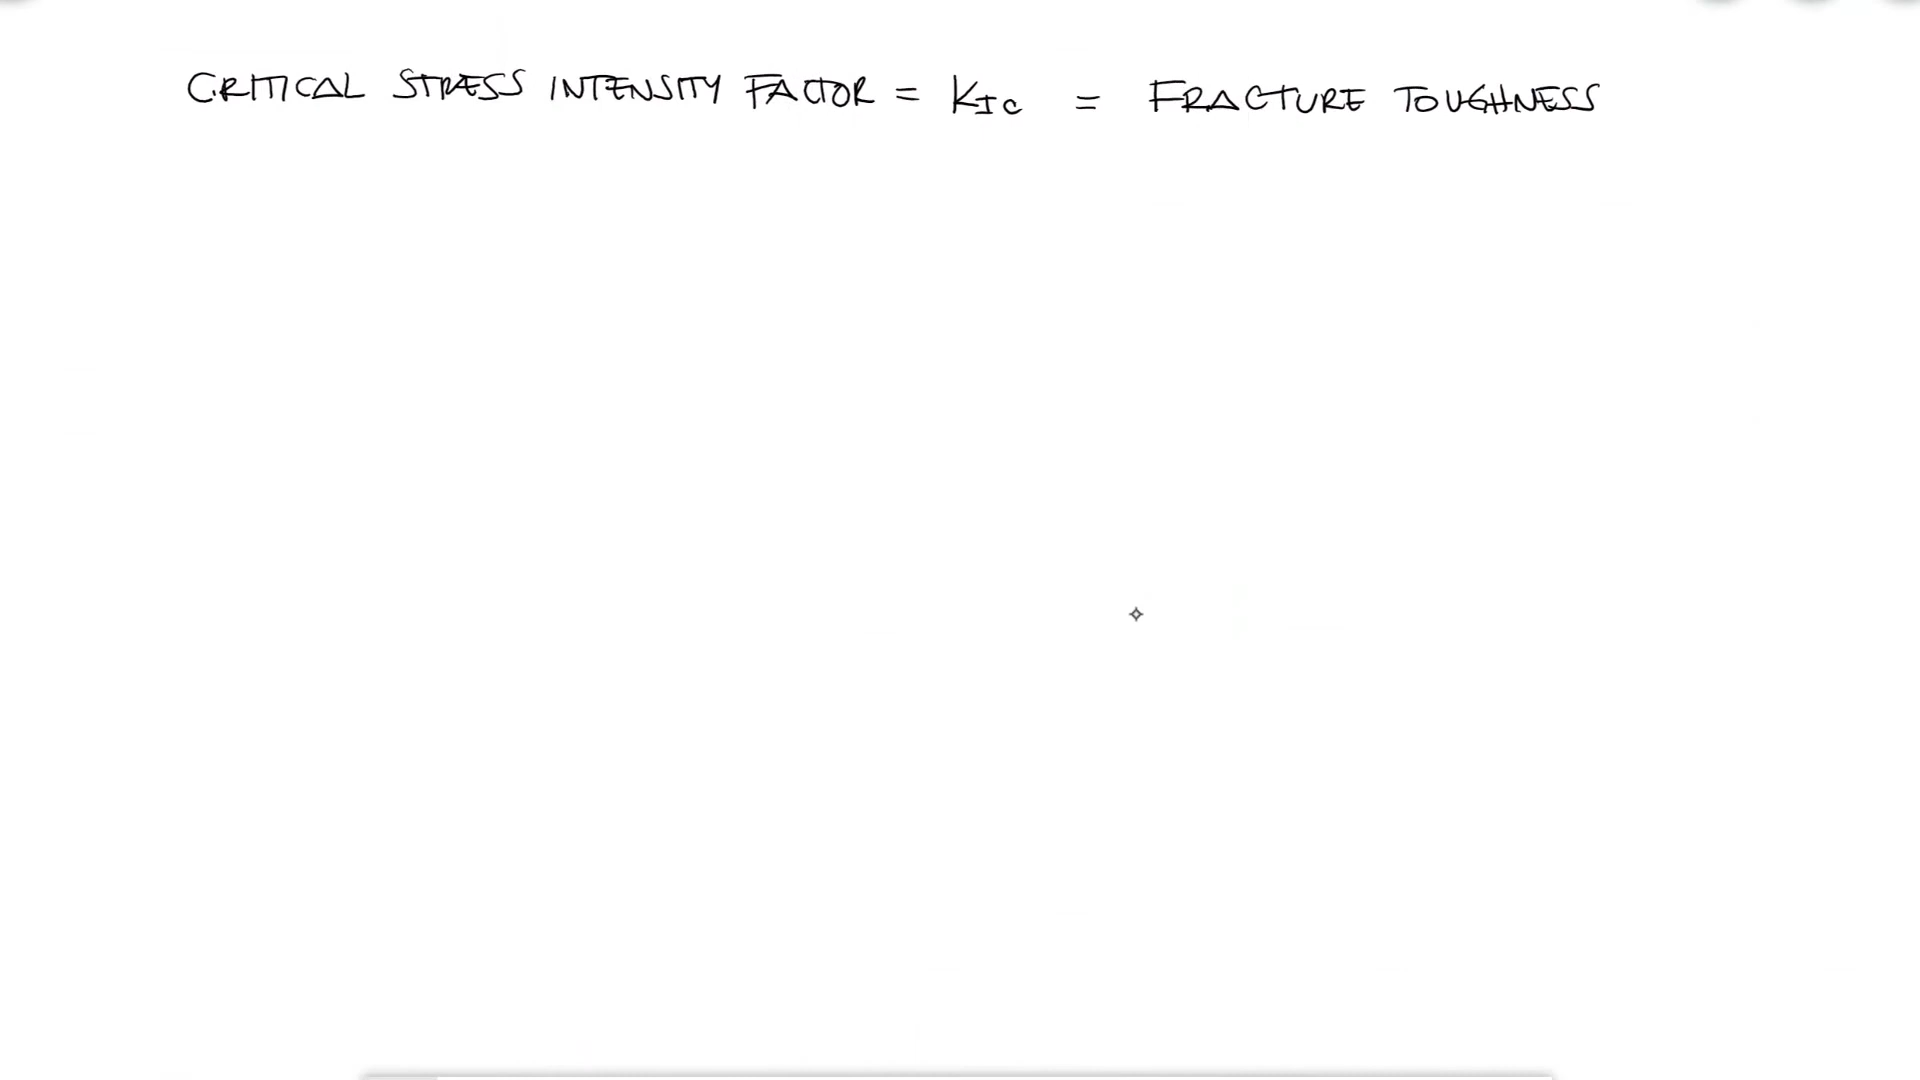 CRITICAL STRESS INTENSITY FACTOR = KIC = FRACTURE TOUGHNESS